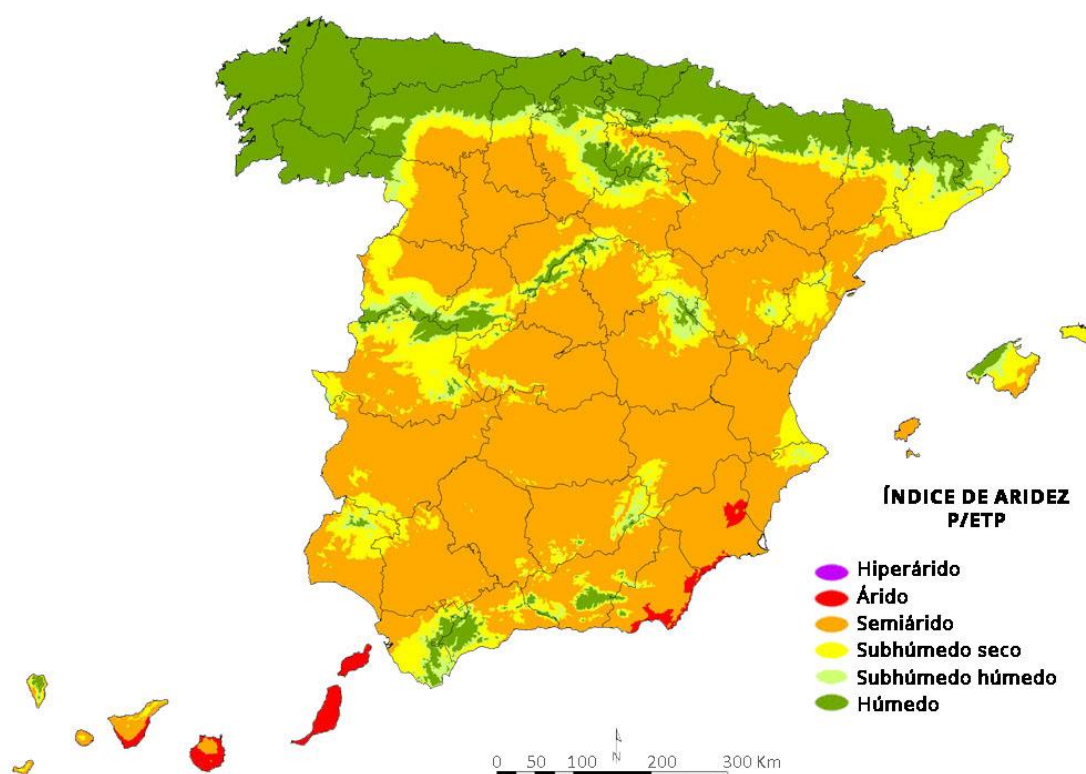 ÍNDICE DE ARIDEZ
P/ETP
Hiperárido
Árido
Semiárido
Subhúmedo seco
Subhúmedo húmedo
Húmedo
N
0 50 100 200 300 Km